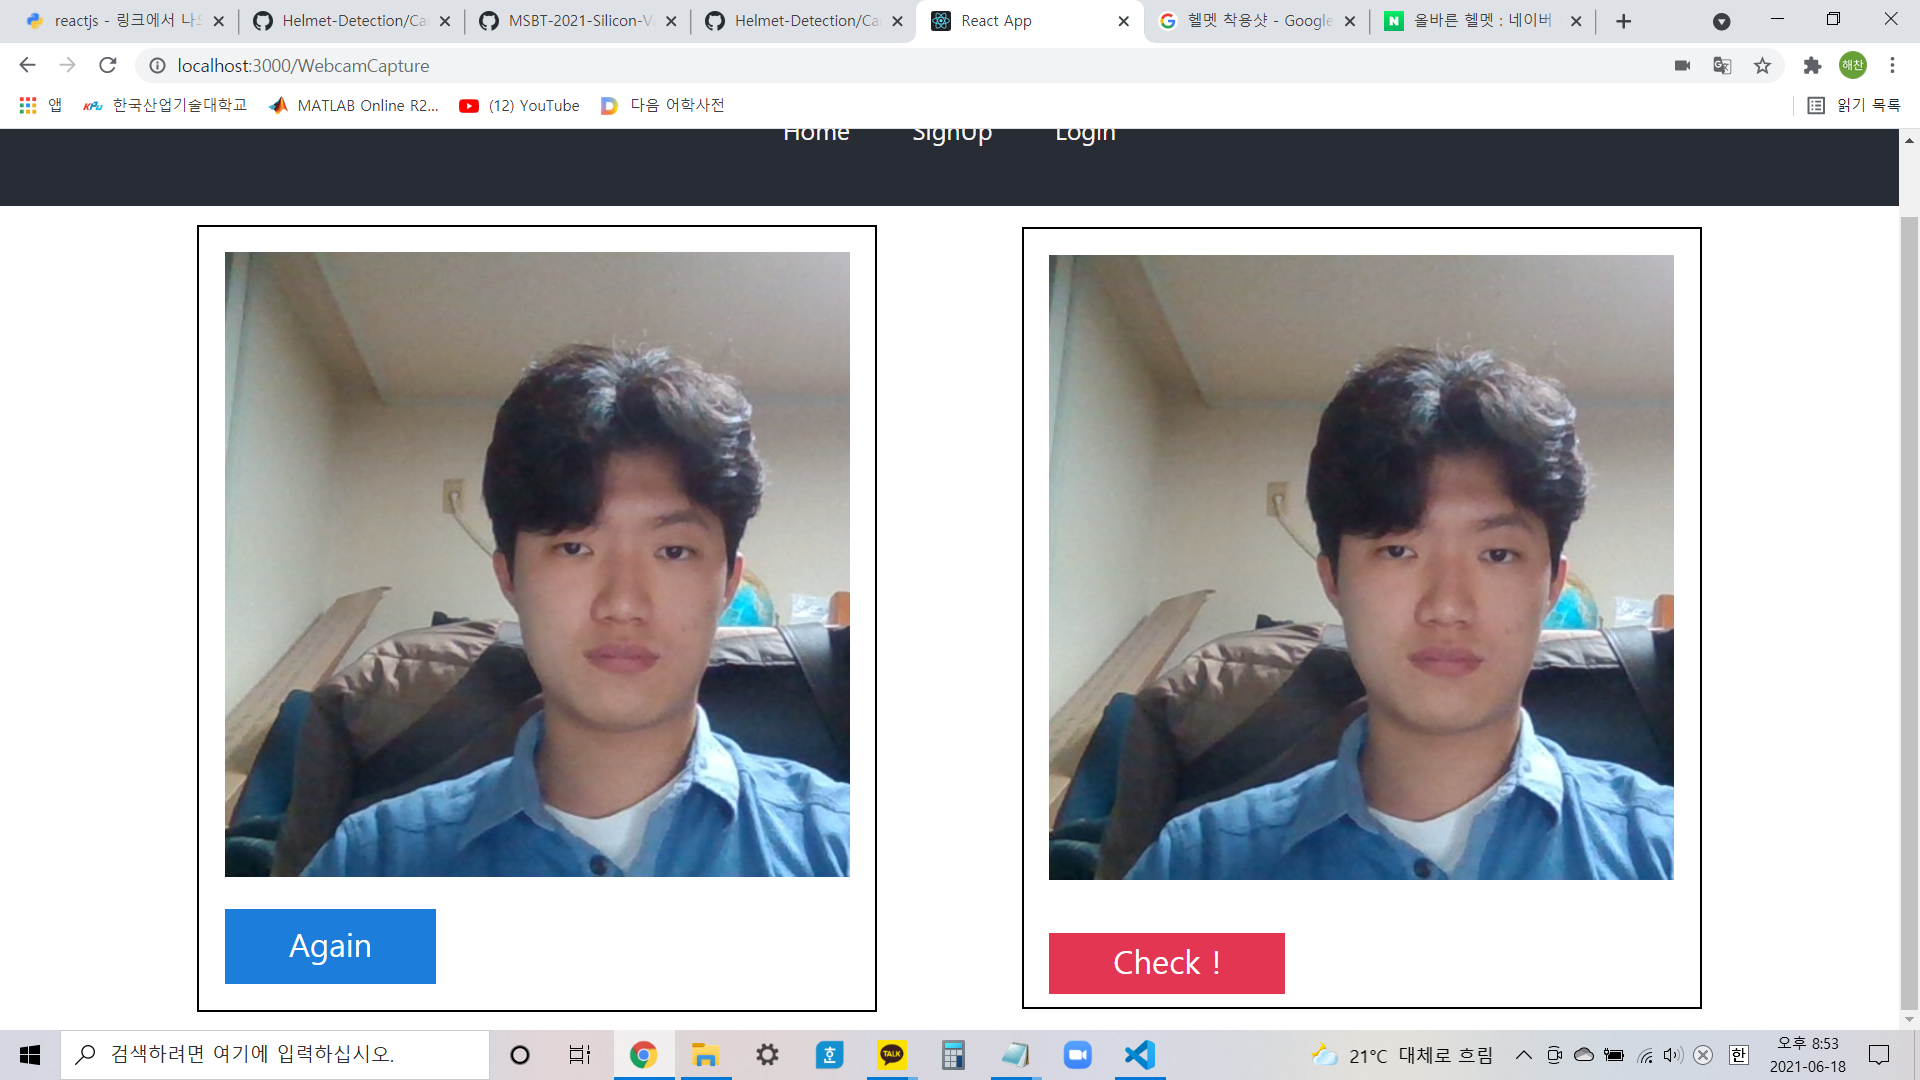 reactjs - 링크에서 나오
Helmet-Detection/Ca
MSBT-2021-Silicon-Va
Helmet-Detection/Ca
React App
헬멧 착용샷 - Google
올바른 헬멧 : 네이버
localhost:3000/WebcamCapture
해찬
앱
KPU 한국산업기술대학교
MATLAB Online R2...
(12) YouTube
다음 어학사전
읽기 목록
Home SignUp Login
Again
Check !
검색하려면 여기에 입력하십시오.
TALK
21°C 대체로 흐림
한
오후 8:53
2021-06-18